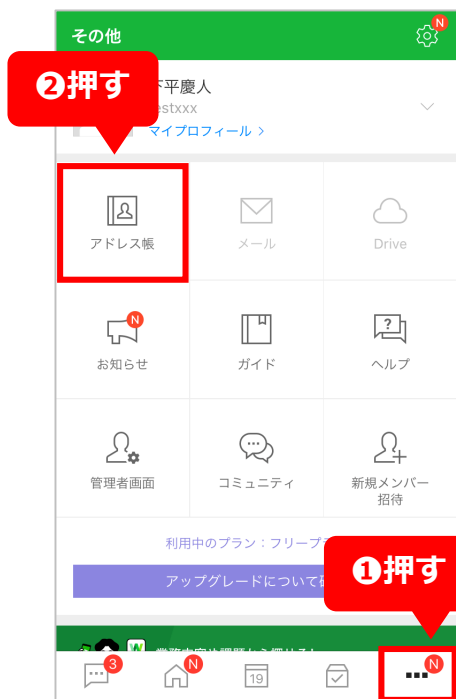 その他
N
❷押す
下平慶人
estxxx
マイプロフィール >
アドレス帳
メール
Drive
N
お知らせ
ガイド
?
ヘルプ
管理者画面
コミュニティ
新規メンバー
招待
利用中のプラン：フリープ
アップグレードについて
❶押す
3
N
19
N